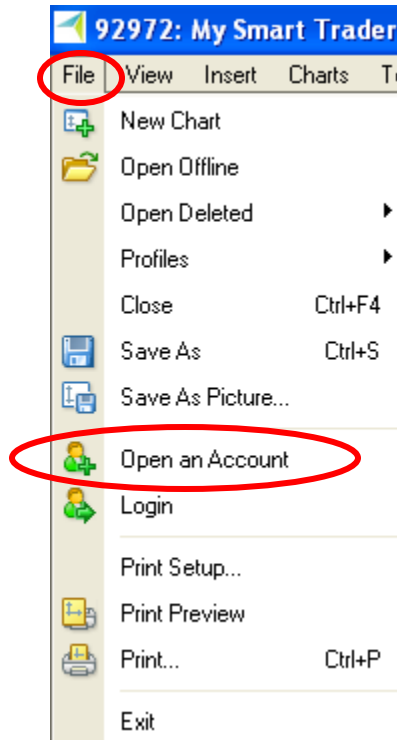 92972: My Smart Trader
File View Insert Charts
New Chart
Open Offline
Open Deleted
Profiles
Close Ctrl+F4
Save As Ctrl+S
Save As Picture...
Open an Account
Login
Print Setup...
Print Preview
Print... Ctrl+P
Exit